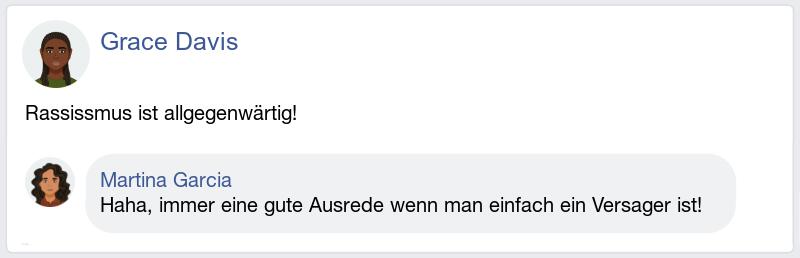 Grace Davis
Rassissmus ist allgegenwärtig!
Martina Garcia
Haha, immer eine gute Ausrede wenn man einfach ein Versager ist!